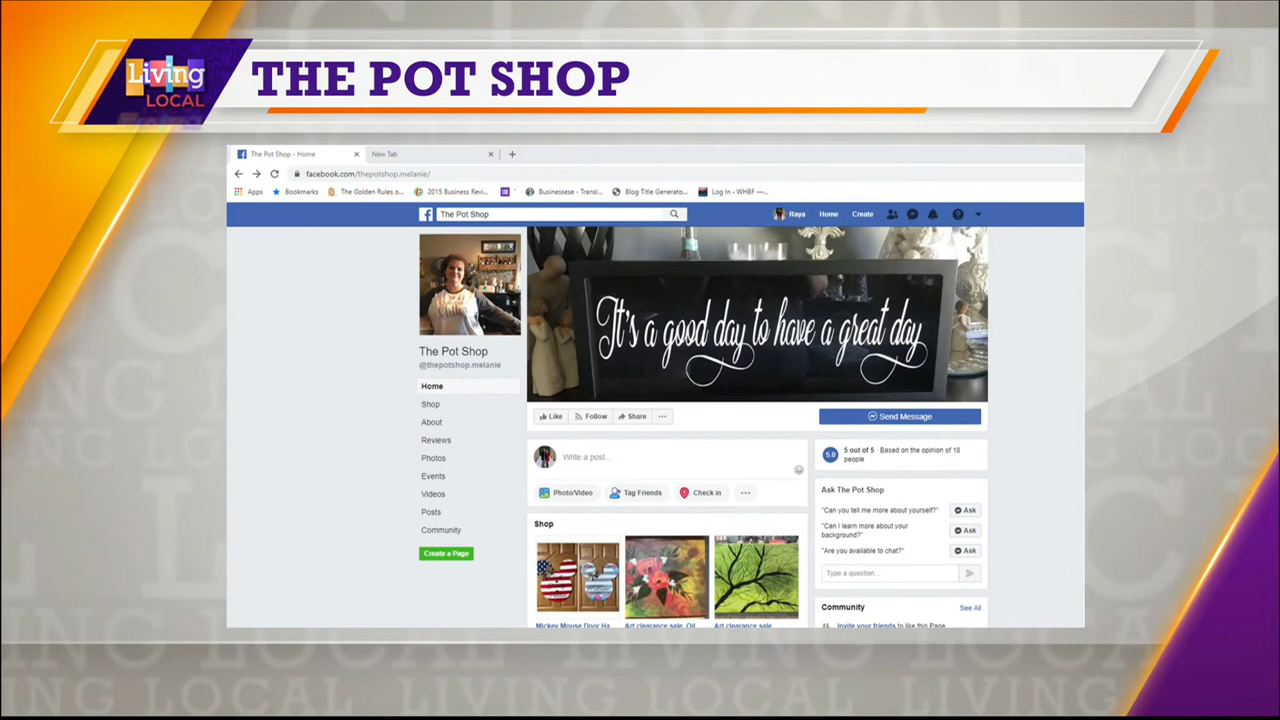 Living
LOCAL
THE POT SHOP
The Pot Shop - Home
New Tab
facebook.com/thepotshop.melanie/
Apps
Bookmarks
The Golden Rules o...
2015 Business Revi...
Businessese - Transl...
Blog Title Generato...
Log In ‹ WHBF —...
The Pot Shop
Raya
Home
Create
It's a good day to have a great day
The Pot Shop
@thepotshop.melanie
Home
Shop
About
Reviews
Photos
Events
Videos
Posts
Community
Create a Page
Like
Follow
Share
Send Message
Write a post...
Photo/Video
Tag Friends
Check in
Shop
Mickey Mouse Door Ha
Art clearance sale. Oil
Art clearance sale
5.0
5 out of 5 · Based on the opinion of 18
people
Ask The Pot Shop
"Can you tell me more about yourself?"
Ask
"Can I learn more about your
background?"
Ask
"Are you available to chat?"
Ask
Type a question...
Community
See All
Invite your friends to like this Page
LIVING LOCAL LIVING